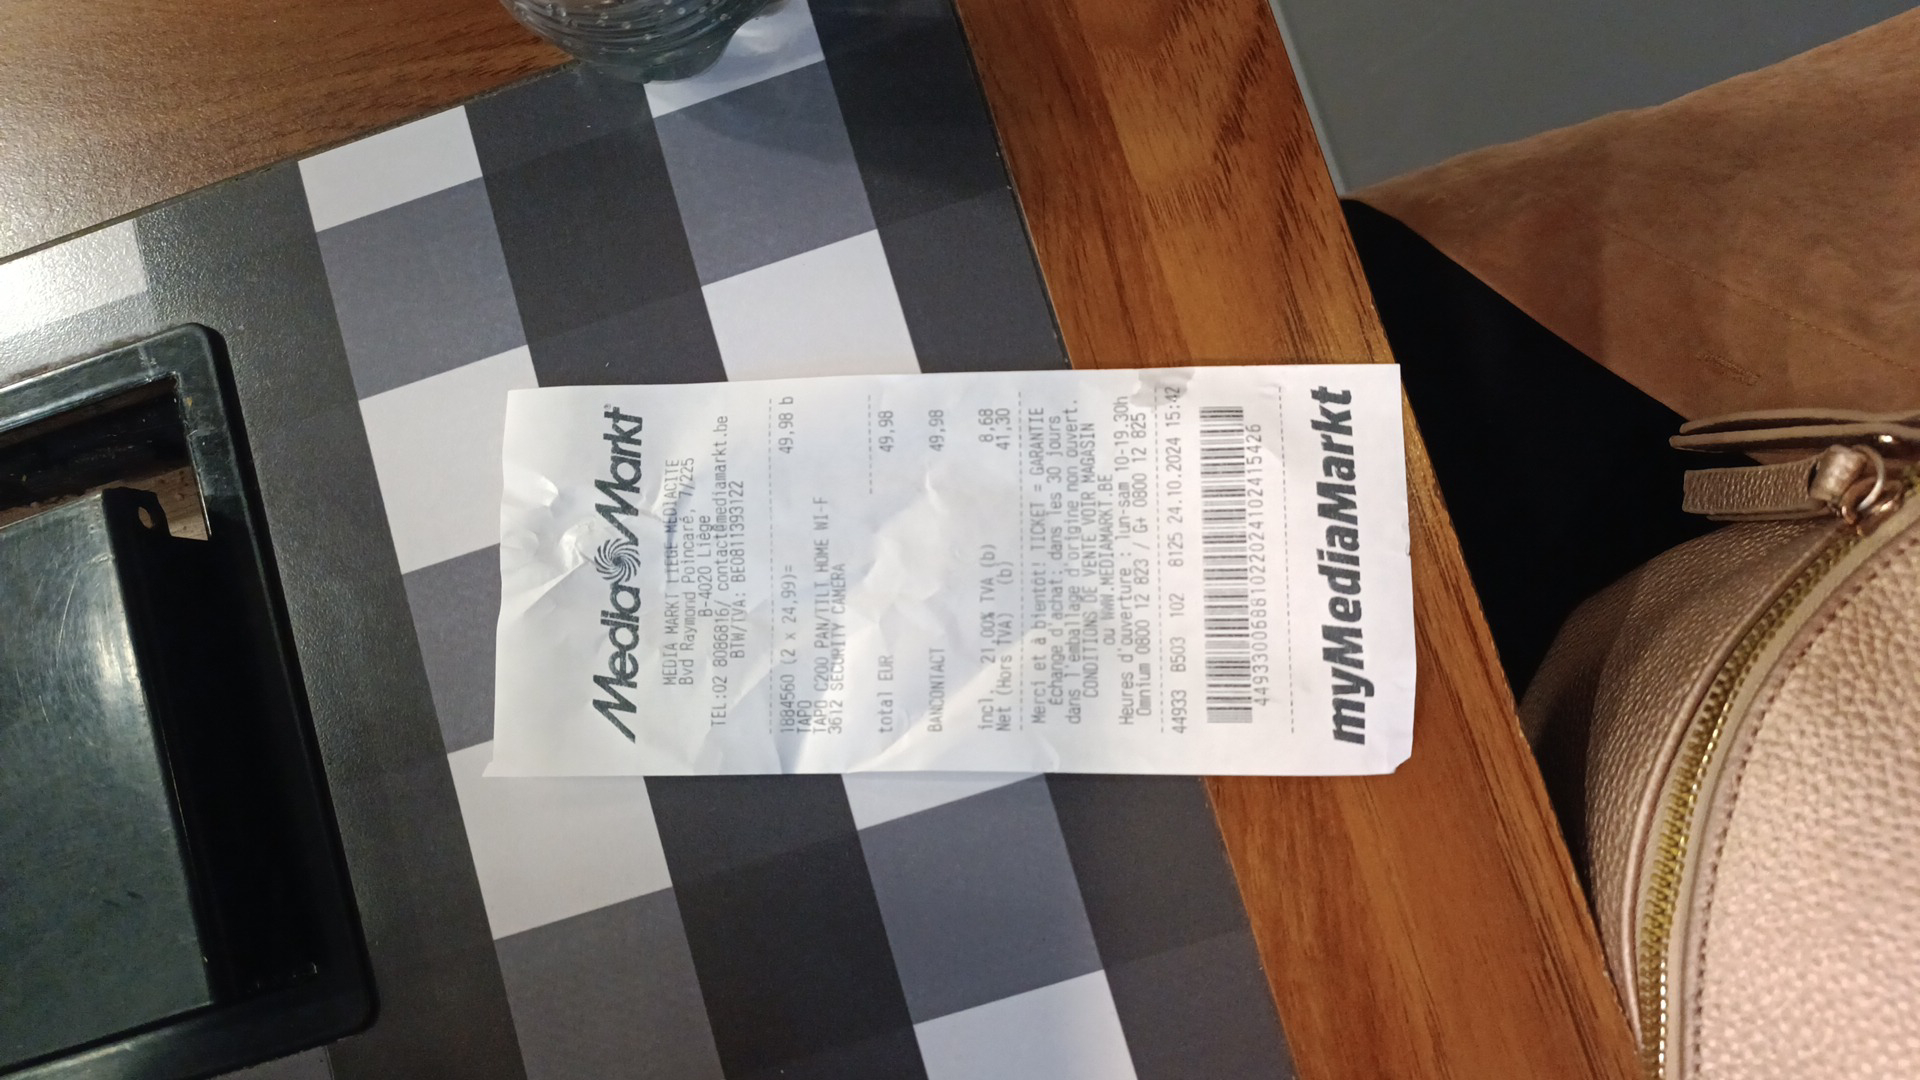 MediaMarkt
MEDIA MARKT LIEGE MEDIACITE
Bvd Raymond Poincaré, 7/225
B-4020 Liège
TEL:02 8086816/ contact@mediamarkt.be
BTW/TVA: BE0811393122
1884560 (2 x 24,99)= 49,98 b
TAPO
TAPO C200 PAN/TILT HOME WI-F
3612 SECURITY CAMERA
total EUR 49,98
BANCONTACT 49,98
incl. 21,00% TVA (b) 8,68
Net (Hors TVA) (b) 41,30
Merci et à bientôt! TICKET = GARANTIE
Echange d'achat: dans les 30 jours
dans l'emballage d'origine non ouvert.
CONDITIONS DE VENTE VOIR MAGASIN
ou WWW.MEDIAMARKT.BE
Heures d'ouverture : lun-sam 10-19.30h
Omnium 0800 12 823 / G+ 0800 12 825
44933 B503 102 8125 24.10.2024 15:42
4493300688102202410241 5426
myMediaMarkt